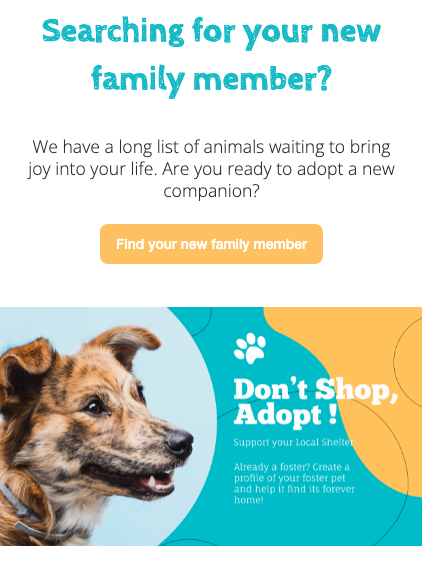 Searching for your new
family member?
We have a long list of animals waiting to bring
joy into your life. Are you ready to adopt a new
companion?
Find your new family member
Don't Shop,
Adopt !
Support your Local Shelter
Already a foster? Create a
profile of your foster pet
and help it find its forever
home!